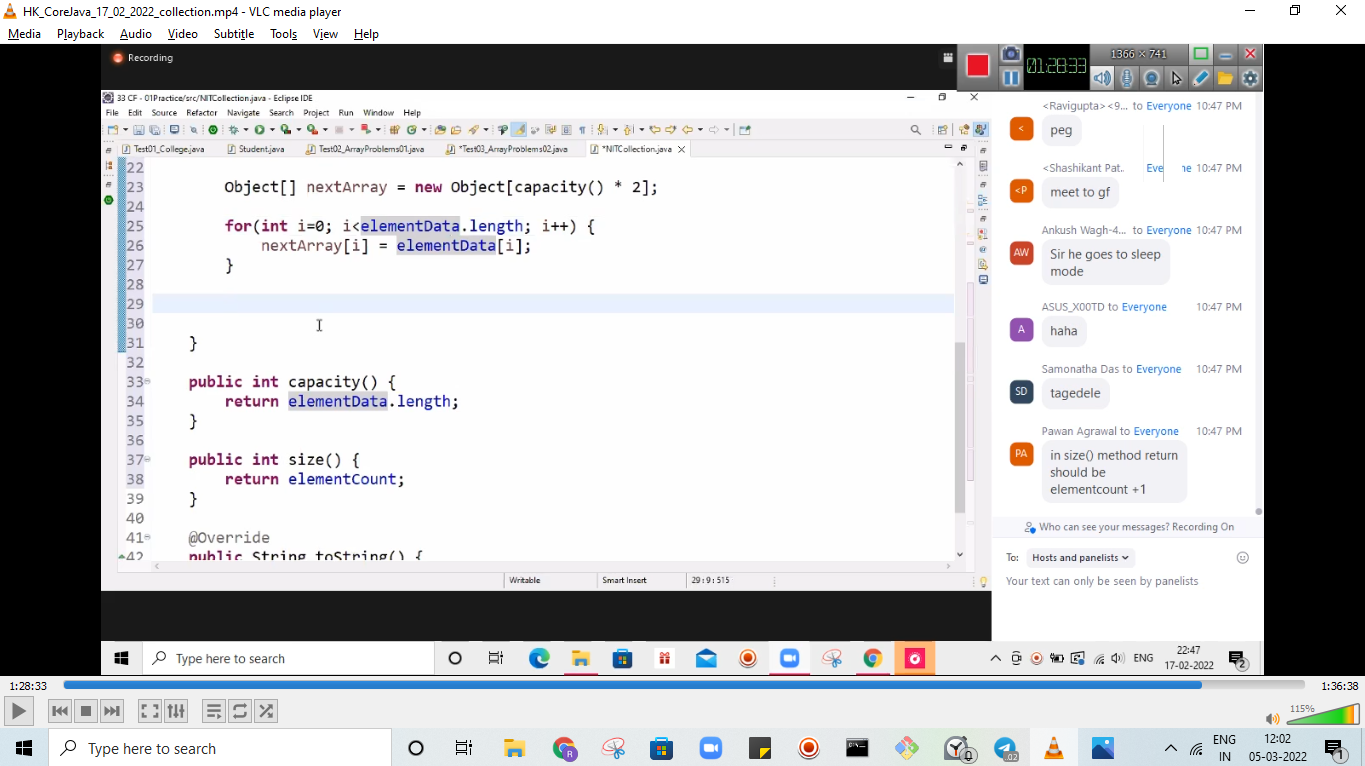 HK_CoreJava_17_02_2022_collection.mp4 - VLC media player
Media Playback Audio Video Subtitle Tools View Help
Recording
1366 × 741
01:28:33
33 CF - 01Practice/src/NITCollection.java - Eclipse IDE
File Edit Source Refactor Navigate Search Project Run Window Help
Test01_College.java Student.java Test02_ArrayProblems01.java *Test03_ArrayProblems02.java *NITCollection.java
22
23 Object[] nextArray = new Object[capacity() * 2];
24
25 for(int i=0; i<elementData.length; i++) {
26 nextArray[i] = elementData[i];
27 }
28
29
30
31 }
32
33 public int capacity() {
34 return elementData.length;
35 }
36
37 public int size() {
38 return elementCount;
39 }
40
41 @Override
42 public String toString() {
Writable Smart Insert 29 : 9 : 515
<Ravigupta> <9... to Everyone 10:47 PM
<
peg
<Shashikant Pat.. Eve ne 10:47 PM
<P
meet to gf
Ankush Wagh-4... to Everyone 10:47 PM
AW
Sir he goes to sleep
mode
ASUS_X00TD to Everyone 10:47 PM
A
haha
Samonatha Das to Everyone 10:47 PM
SD
tagedele
Pawan Agrawal to Everyone 10:47 PM
PA
in size() method return
should be
elementcount +1
Who can see your messages? Recording On
To: Hosts and panelists
Your text can only be seen by panelists
Type here to search
ENG
22:47
17-02-2022
2
1:28:33
1:36:38
115%
Type here to search
R
.02
ENG
IN
12:02
05-03-2022
1